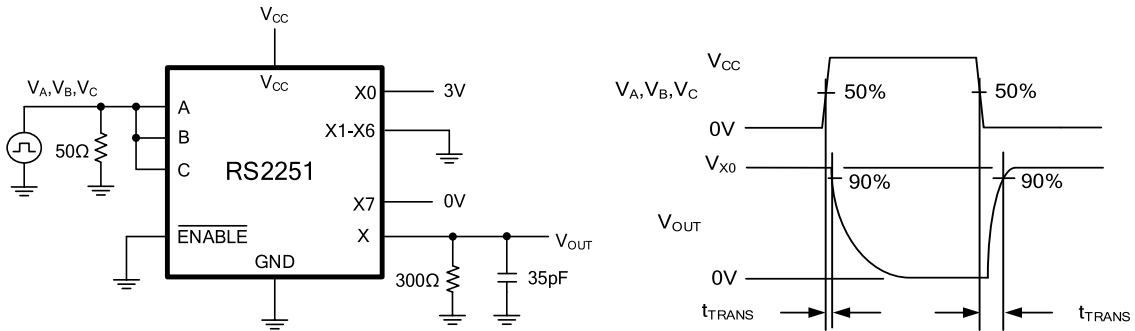 VCC
VCC
VA,VB,VC
A
B
C
50Ω
X0
3V
X1-X6
RS2251
X7
0V
ENABLE
X
VOUT
GND
300Ω
35pF
VCC
VA,VB,VC
50%
50%
0V
VX0
90%
90%
VOUT
0V
tTRANS
tTRANS